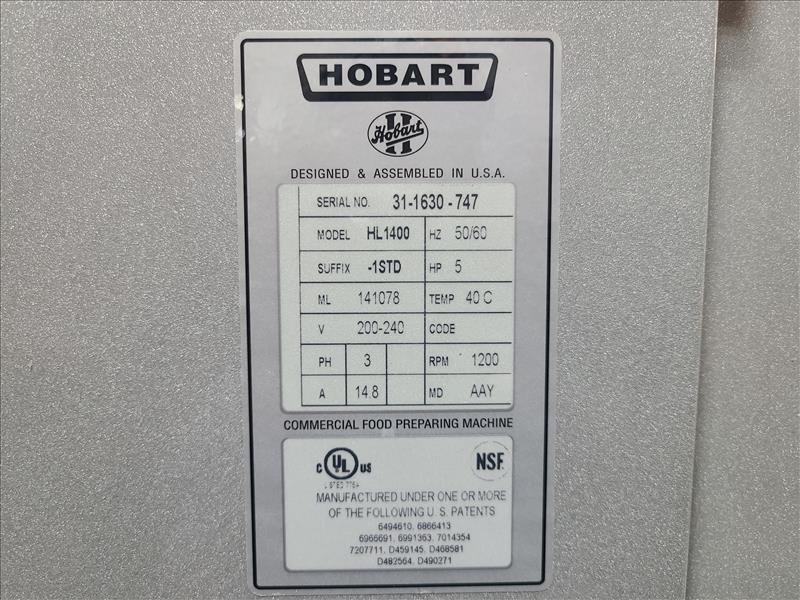 HOBART
Hobart
DESIGNED & ASSEMBLED IN U.S.A.
SERIAL NO. 31-1630-747
MODEL HL1400 HZ 50/60
SUFFIX -1STD HP 5
ML 141078 TEMP 40 C
V 200-240 CODE
PH 3 RPM 1200
A 14.8 MD AAY
COMMERCIAL FOOD PREPARING MACHINE
C UL US NSF
MANUFACTURED UNDER ONE OR MORE
OF THE FOLLOWING U.S. PATENTS
6494610, 6866413
6966691, 6991363, 7014354
7207711, D459145, D468581
D482564, D490271